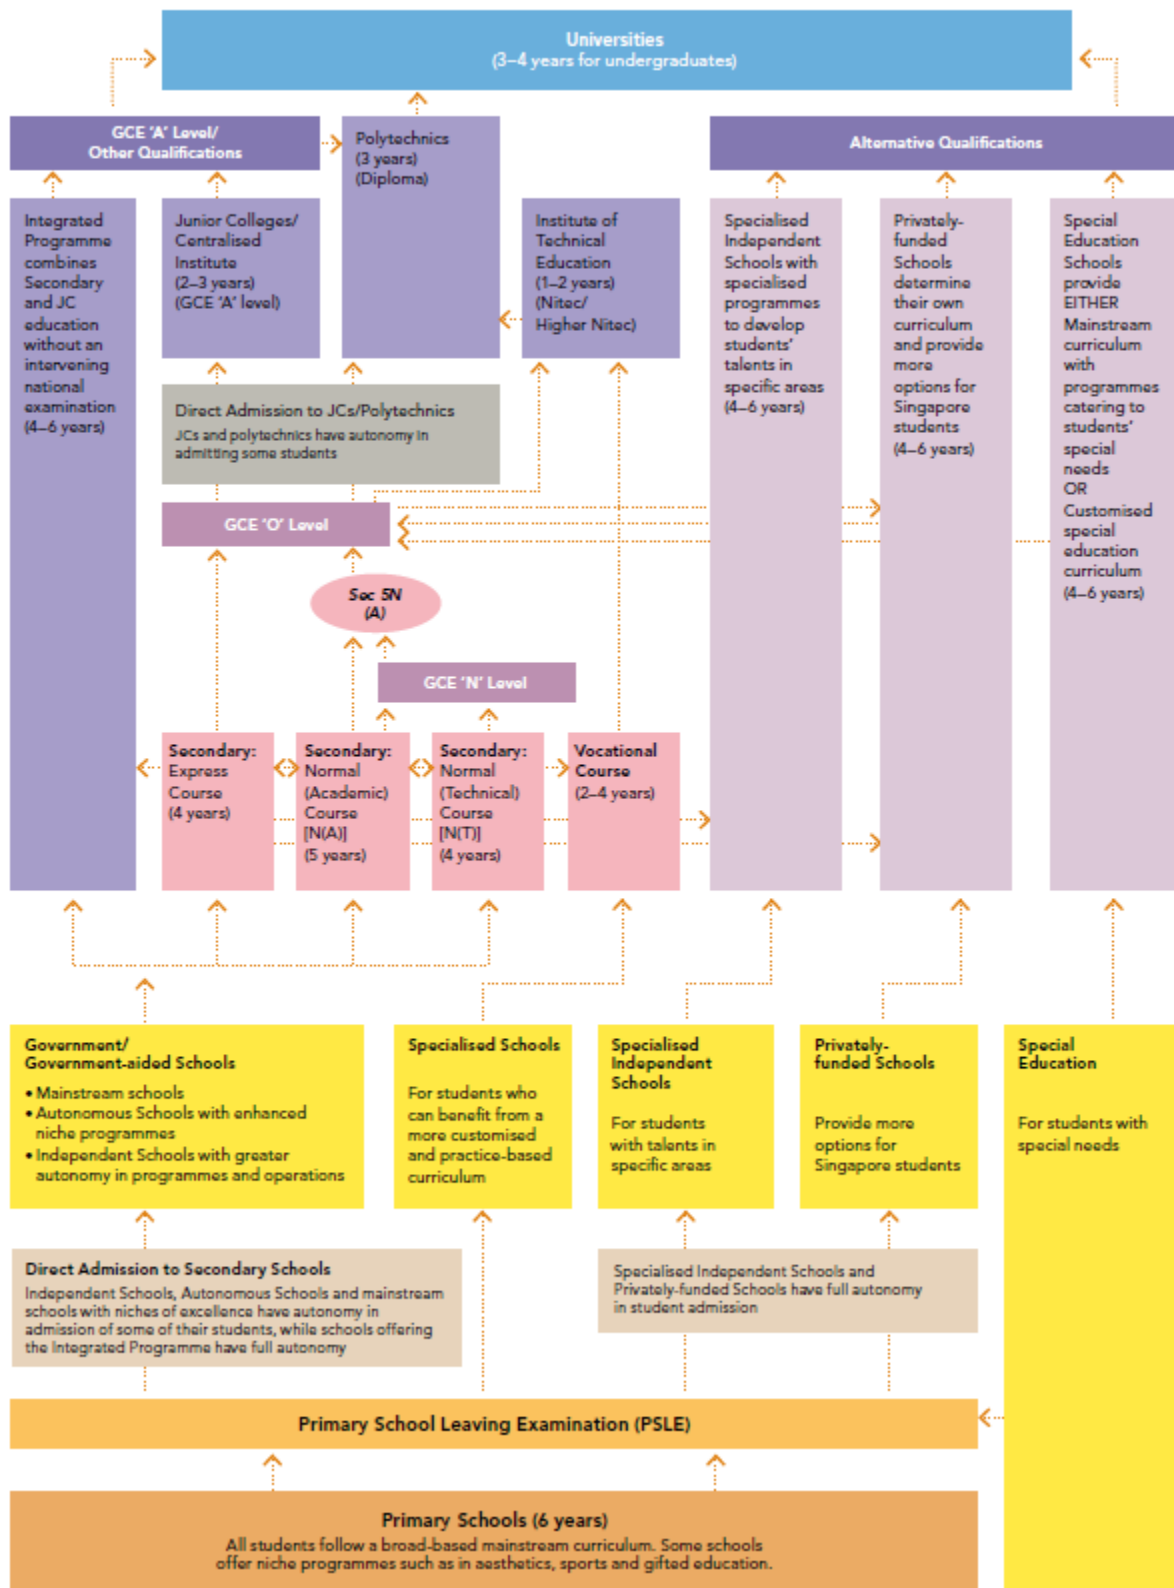 Universities
(3–4 years for undergraduates)
GCE 'A' Level/
Other Qualifications
Polytechnics
(3 years)
(Diploma)
Alternative Qualifications
Integrated
Programme
combines
Secondary
and JC
education
without an
intervening
national
examination
(4–6 years)
Junior Colleges/
Centralised
Institute
(2–3 years)
(GCE 'A' level)
Institute of
Technical
Education
(1–2 years)
(Nitec/
Higher Nitec)
Specialised
Independent
Schools with
specialised
programmes
to develop
students'
talents in
specific areas
(4–6 years)
Privately-
funded
Schools
determine
their own
curriculum
and provide
more
options for
Singapore
students
(4–6 years)
Special
Education
Schools
provide
EITHER
Mainstream
curriculum
with
programmes
catering to
students'
special
needs
OR
Customised
special
education
curriculum
(4–6 years)
Direct Admission to JCs/Polytechnics
JCs and polytechnics have autonomy in
admitting some students
GCE 'O' Level
Sec 5N
(A)
GCE 'N' Level
Secondary:
Express
Course
(4 years)
Secondary:
Normal
(Academic)
Course
[N(A)]
(5 years)
Secondary:
Normal
(Technical)
Course
[N(T)]
(4 years)
Vocational
Course
(2–4 years)
Government/
Government-aided Schools
• Mainstream schools
• Autonomous Schools with enhanced
niche programmes
• Independent Schools with greater
autonomy in programmes and operations
Specialised Schools
For students who
can benefit from a
more customised
and practice-based
curriculum
Specialised
Independent
Schools
For students
with talents in
specific areas
Privately-
funded Schools
Provide more
options for
Singapore students
Special
Education
For students with
special needs
Direct Admission to Secondary Schools
Independent Schools, Autonomous Schools and mainstream
schools with niches of excellence have autonomy in
admission of some of their students, while schools offering
the Integrated Programme have full autonomy
Specialised Independent Schools and
Privately-funded Schools have full autonomy
in student admission
Primary School Leaving Examination (PSLE)
Primary Schools (6 years)
All students follow a broad-based mainstream curriculum. Some schools
offer niche programmes such as in aesthetics, sports and gifted education.